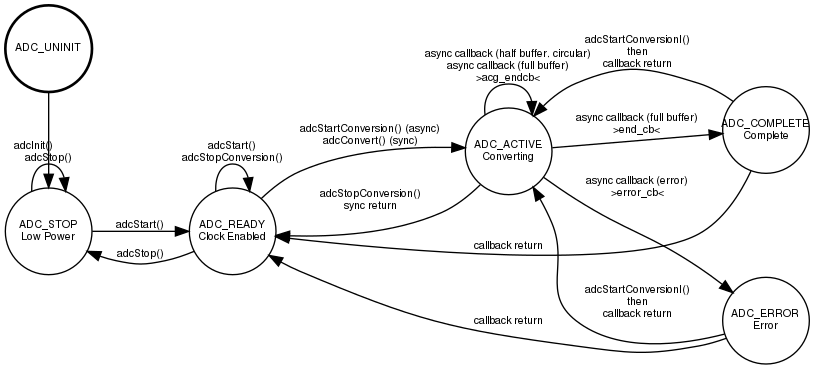 ADC_UNINIT
adcInit()
adcStop()
ADC_STOP
Low Power
adcStart()
adcStop()
adcStart()
adcStopConversion()
ADC_READY
Clock Enabled
adcStartConversion() (async)
adcConvert() (sync)
adcStopConversion()
sync return
async callback (half buffer, circular)
async callback (full buffer)
>acg_endcb<
ADC_ACTIVE
Converting
adcStartConversionI()
then
callback return
async callback (full buffer)
>end_cb<
ADC_COMPLETE
Complete
async callback (error)
>error_cb<
callback return
adcStartConversionI()
then
callback return
callback return
ADC_ERROR
Error